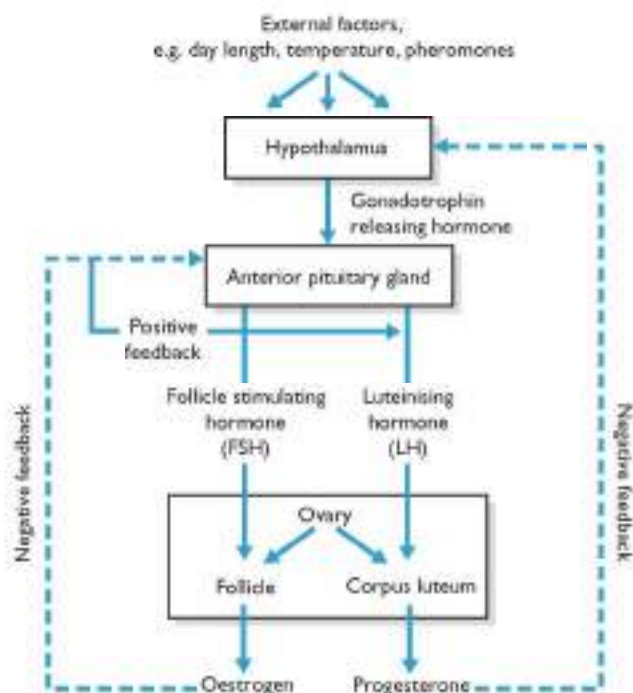 External factors,
e.g. day length, temperature, pheromones
Hypothalamus
Gonadotrophin
releasing hormone
Anterior pituitary gland
Positive
feedback
Follicle stimulating
hormone
(FSH)
Luteinising
hormone
(LH)
Negative feedback
Negative feedback
Ovary
Follicle
Corpus luteum
Oestrogen
Progesterone